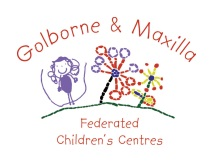 Golborne & Maxilla
Federated
Children's Centres